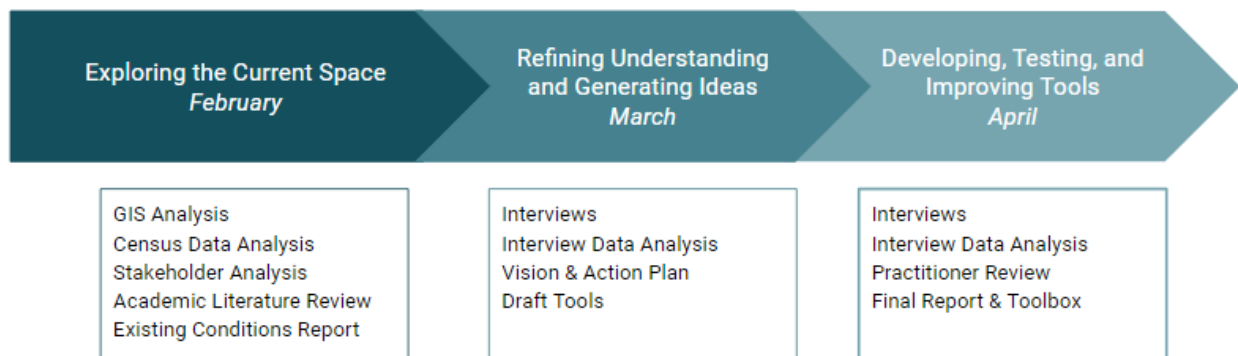 Exploring the Current Space
February
Refining Understanding
and Generating Ideas
March
Developing, Testing, and
Improving Tools
April
GIS Analysis
Census Data Analysis
Stakeholder Analysis
Academic Literature Review
Existing Conditions Report
Interviews
Interview Data Analysis
Vision & Action Plan
Draft Tools
Interviews
Interview Data Analysis
Practitioner Review
Final Report & Toolbox